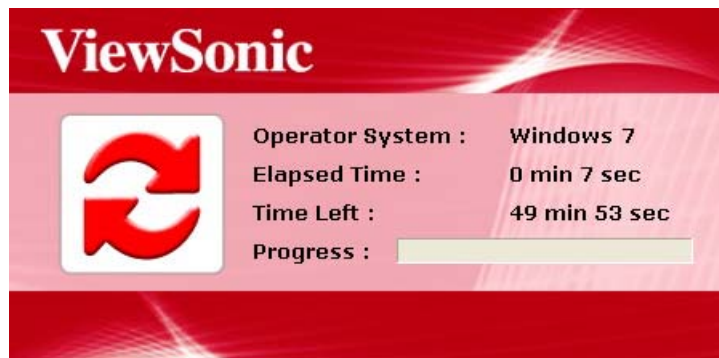 ViewSonic
Operator System : Windows 7
Elapsed Time : 0 min 7 sec
Time Left : 49 min 53 sec
Progress :